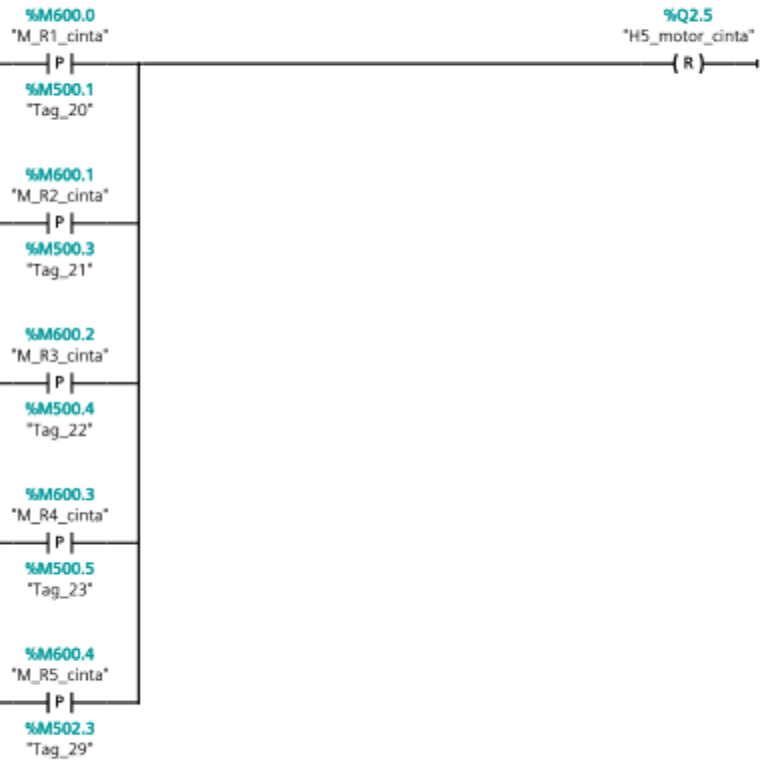 %M600.0
"M_R1_cinta"
P
%M500.1
"Tag_20"
%Q2.5
"H5_motor_cinta"
R
%M600.1
"M_R2_cinta"
P
%M500.3
"Tag_21"
%M600.2
"M_R3_cinta"
P
%M500.4
"Tag_22"
%M600.3
"M_R4_cinta"
P
%M500.5
"Tag_23"
%M600.4
"M_R5_cinta"
P
%M502.3
"Tag_29"